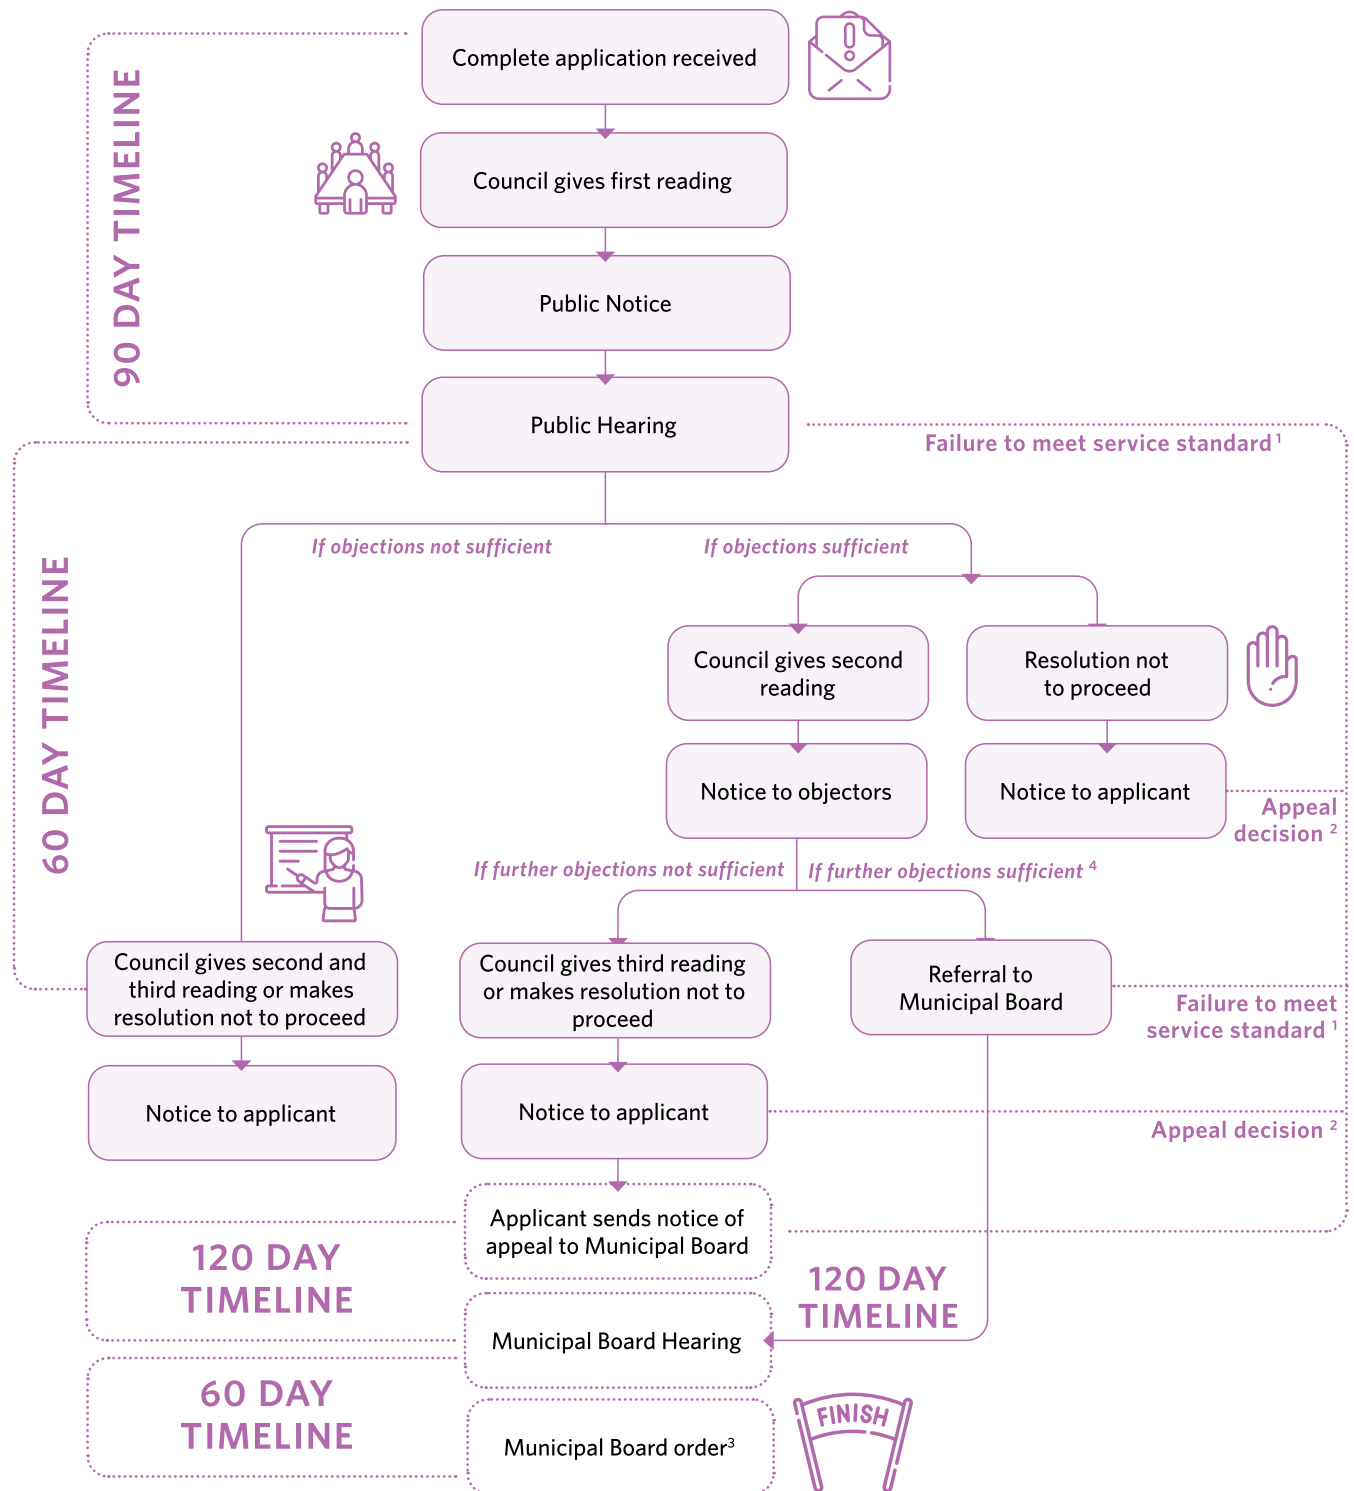 Complete application received
90 DAY TIMELINE
Council gives first reading
Public Notice
Public Hearing
Failure to meet service standard 1
60 DAY TIMELINE
If objections not sufficient
If objections sufficient
Council gives second
reading
Resolution not
to proceed
Notice to objectors
Notice to applicant
Appeal
decision 2
If further objections not sufficient
If further objections sufficient 4
Council gives second and
third reading or makes
resolution not to proceed
Council gives third reading
or makes resolution not to
proceed
Referral to
Municipal Board
Failure to meet
service standard 1
Notice to applicant
Notice to applicant
Appeal decision 2
Applicant sends notice of
appeal to Municipal Board
120 DAY
TIMELINE
120 DAY
TIMELINE
Municipal Board Hearing
60 DAY
TIMELINE
Municipal Board order3
FINISH